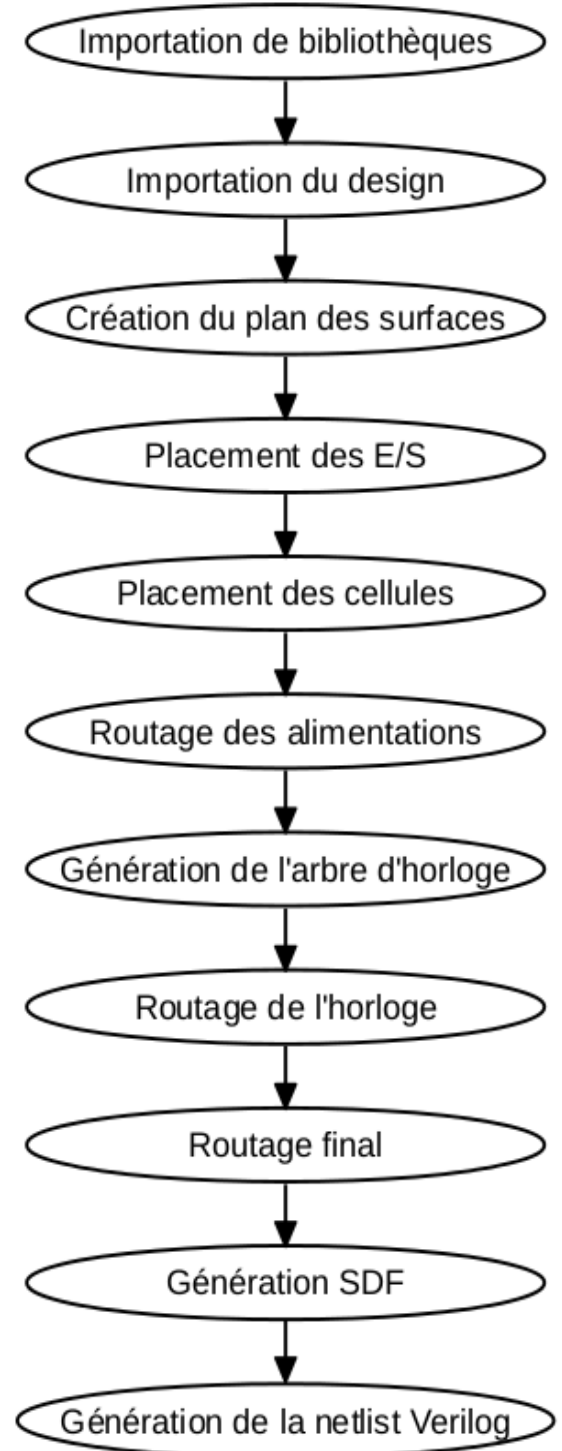 Importation de bibliothèques
Importation du design
Création du plan des surfaces
Placement des E/S
Placement des cellules
Routage des alimentations
Génération de l'arbre d'horloge
Routage de l'horloge
Routage final
Génération SDF
Génération de la netlist Verilog